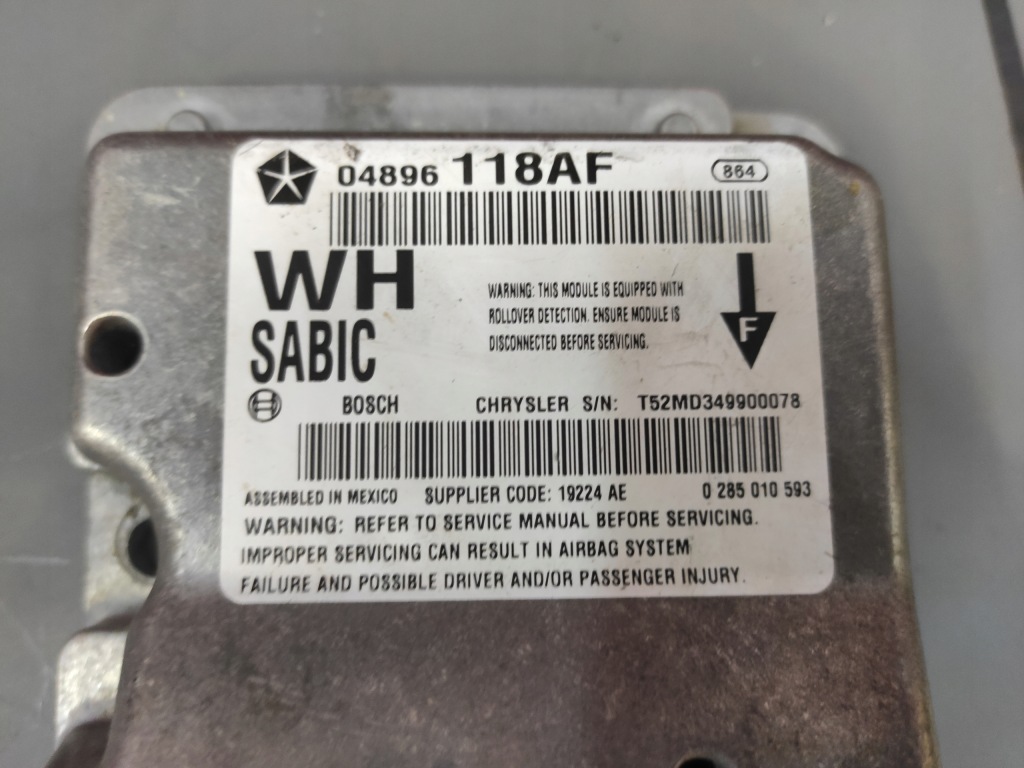 04896 118AF 864
WH
SABIC
WARNING: THIS MODULE IS EQUIPPED WITH
ROLLOVER DETECTION. ENSURE MODULE IS
DISCONNECTED BEFORE SERVICING.
F
BOSCH CHRYSLER S/N: T52MD349900078
ASSEMBLED IN MEXICO SUPPLIER CODE: 19224 AE 0 285 010 593
WARNING: REFER TO SERVICE MANUAL BEFORE SERVICING.
IMPROPER SERVICING CAN RESULT IN AIRBAG SYSTEM
FAILURE AND POSSIBLE DRIVER AND/OR PASSENGER INJURY.